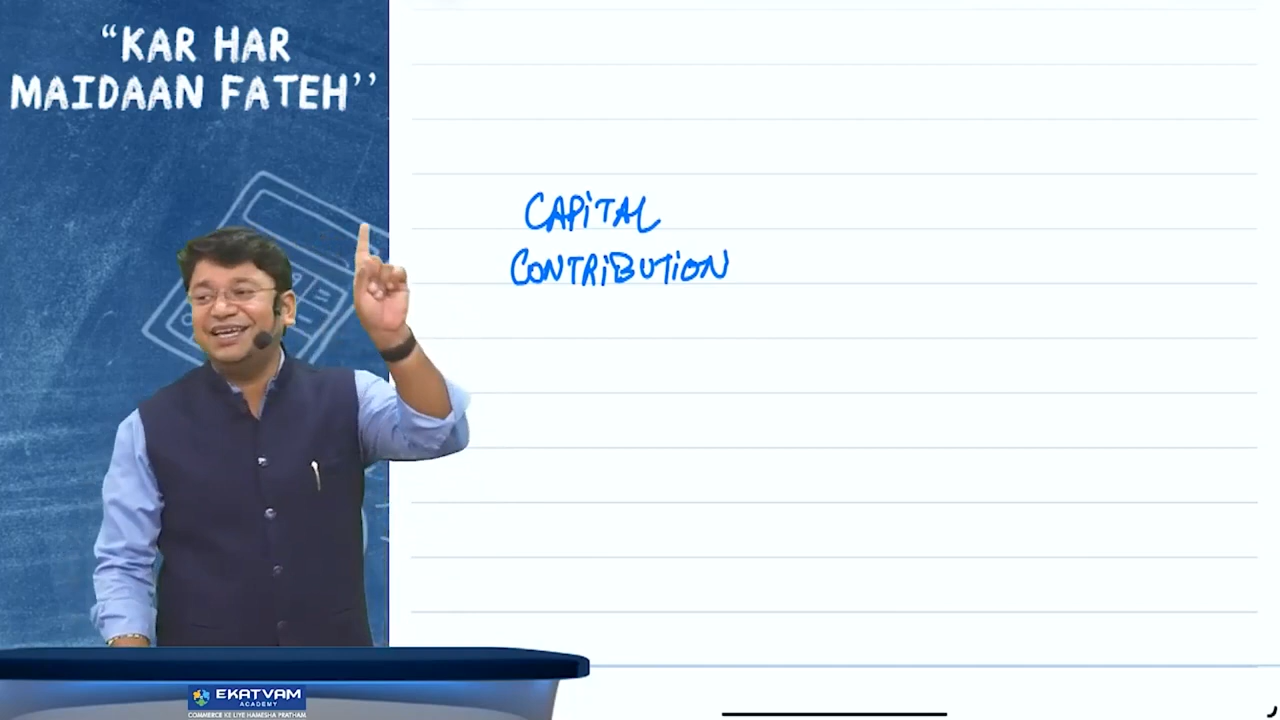 “KAR HAR
MAIDAAN FATEH’’
CAPITAL
CONTRIBUTION
EKATVAM
ACADEMY
COMMERCE KE LIYE HAMESHA PRATHAM